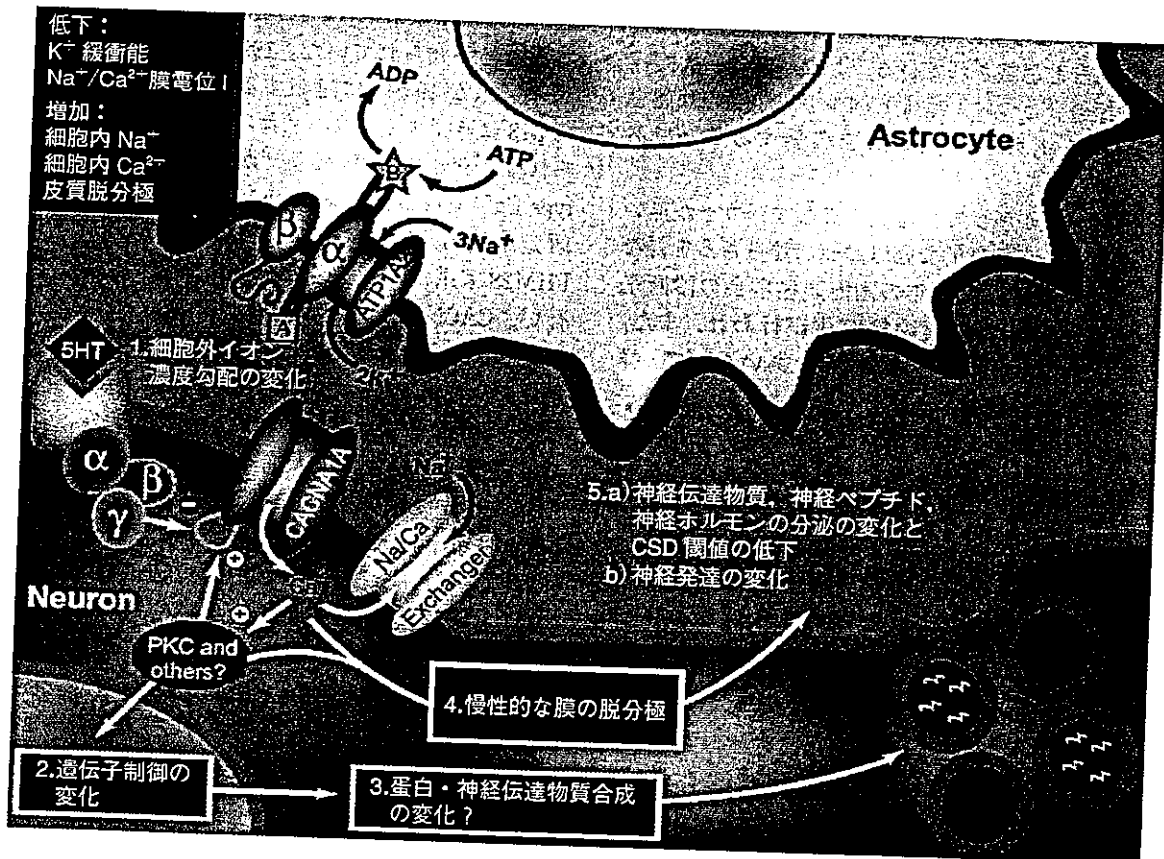 低下：
K⁺ 緩衝能
Na⁺/Ca²⁺膜電位
増加：
細胞内 Na⁺
細胞内 Ca²⁺
皮質脱分極
ADP
ATP
Astrocyte
β
α
3Na⁺
A
5HT
1.細胞外イオン
濃度勾配の変化
α
β
γ
−
CACNA1A
Na/Ca
Exchanger
5.a)神経伝達物質，神経ペプチド，
神経ホルモンの分泌の変化と
CSD 閾値の低下
b)神経発達の変化
Neuron
+
+
PKC and
others?
4.慢性的な膜の脱分極
2.遺伝子制御の
変化
3.蛋白・神経伝達物質合成
の変化？